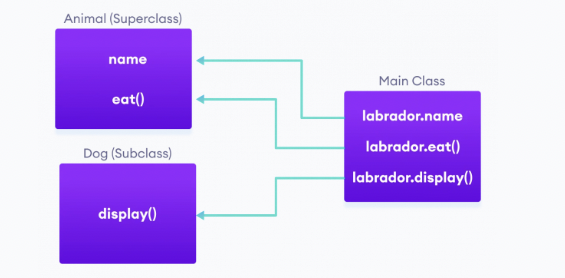 Animal (Superclass)
name
eat()
Main Class
labrador.name
labrador.eat()
labrador.display()
Dog (Subclass)
display()